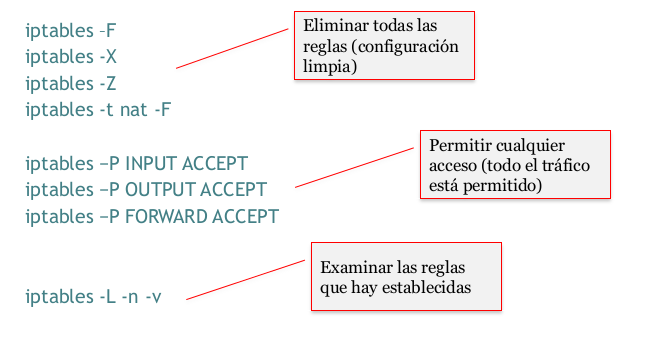 iptables –F
iptables -X
iptables -Z
iptables -t nat -F
Eliminar todas las
reglas (configuración
limpia)
iptables –P INPUT ACCEPT
iptables –P OUTPUT ACCEPT
iptables –P FORWARD ACCEPT
Permitir cualquier
acceso (todo el tráfico
está permitido)
iptables -L -n -v
Examinar las reglas
que hay establecidas